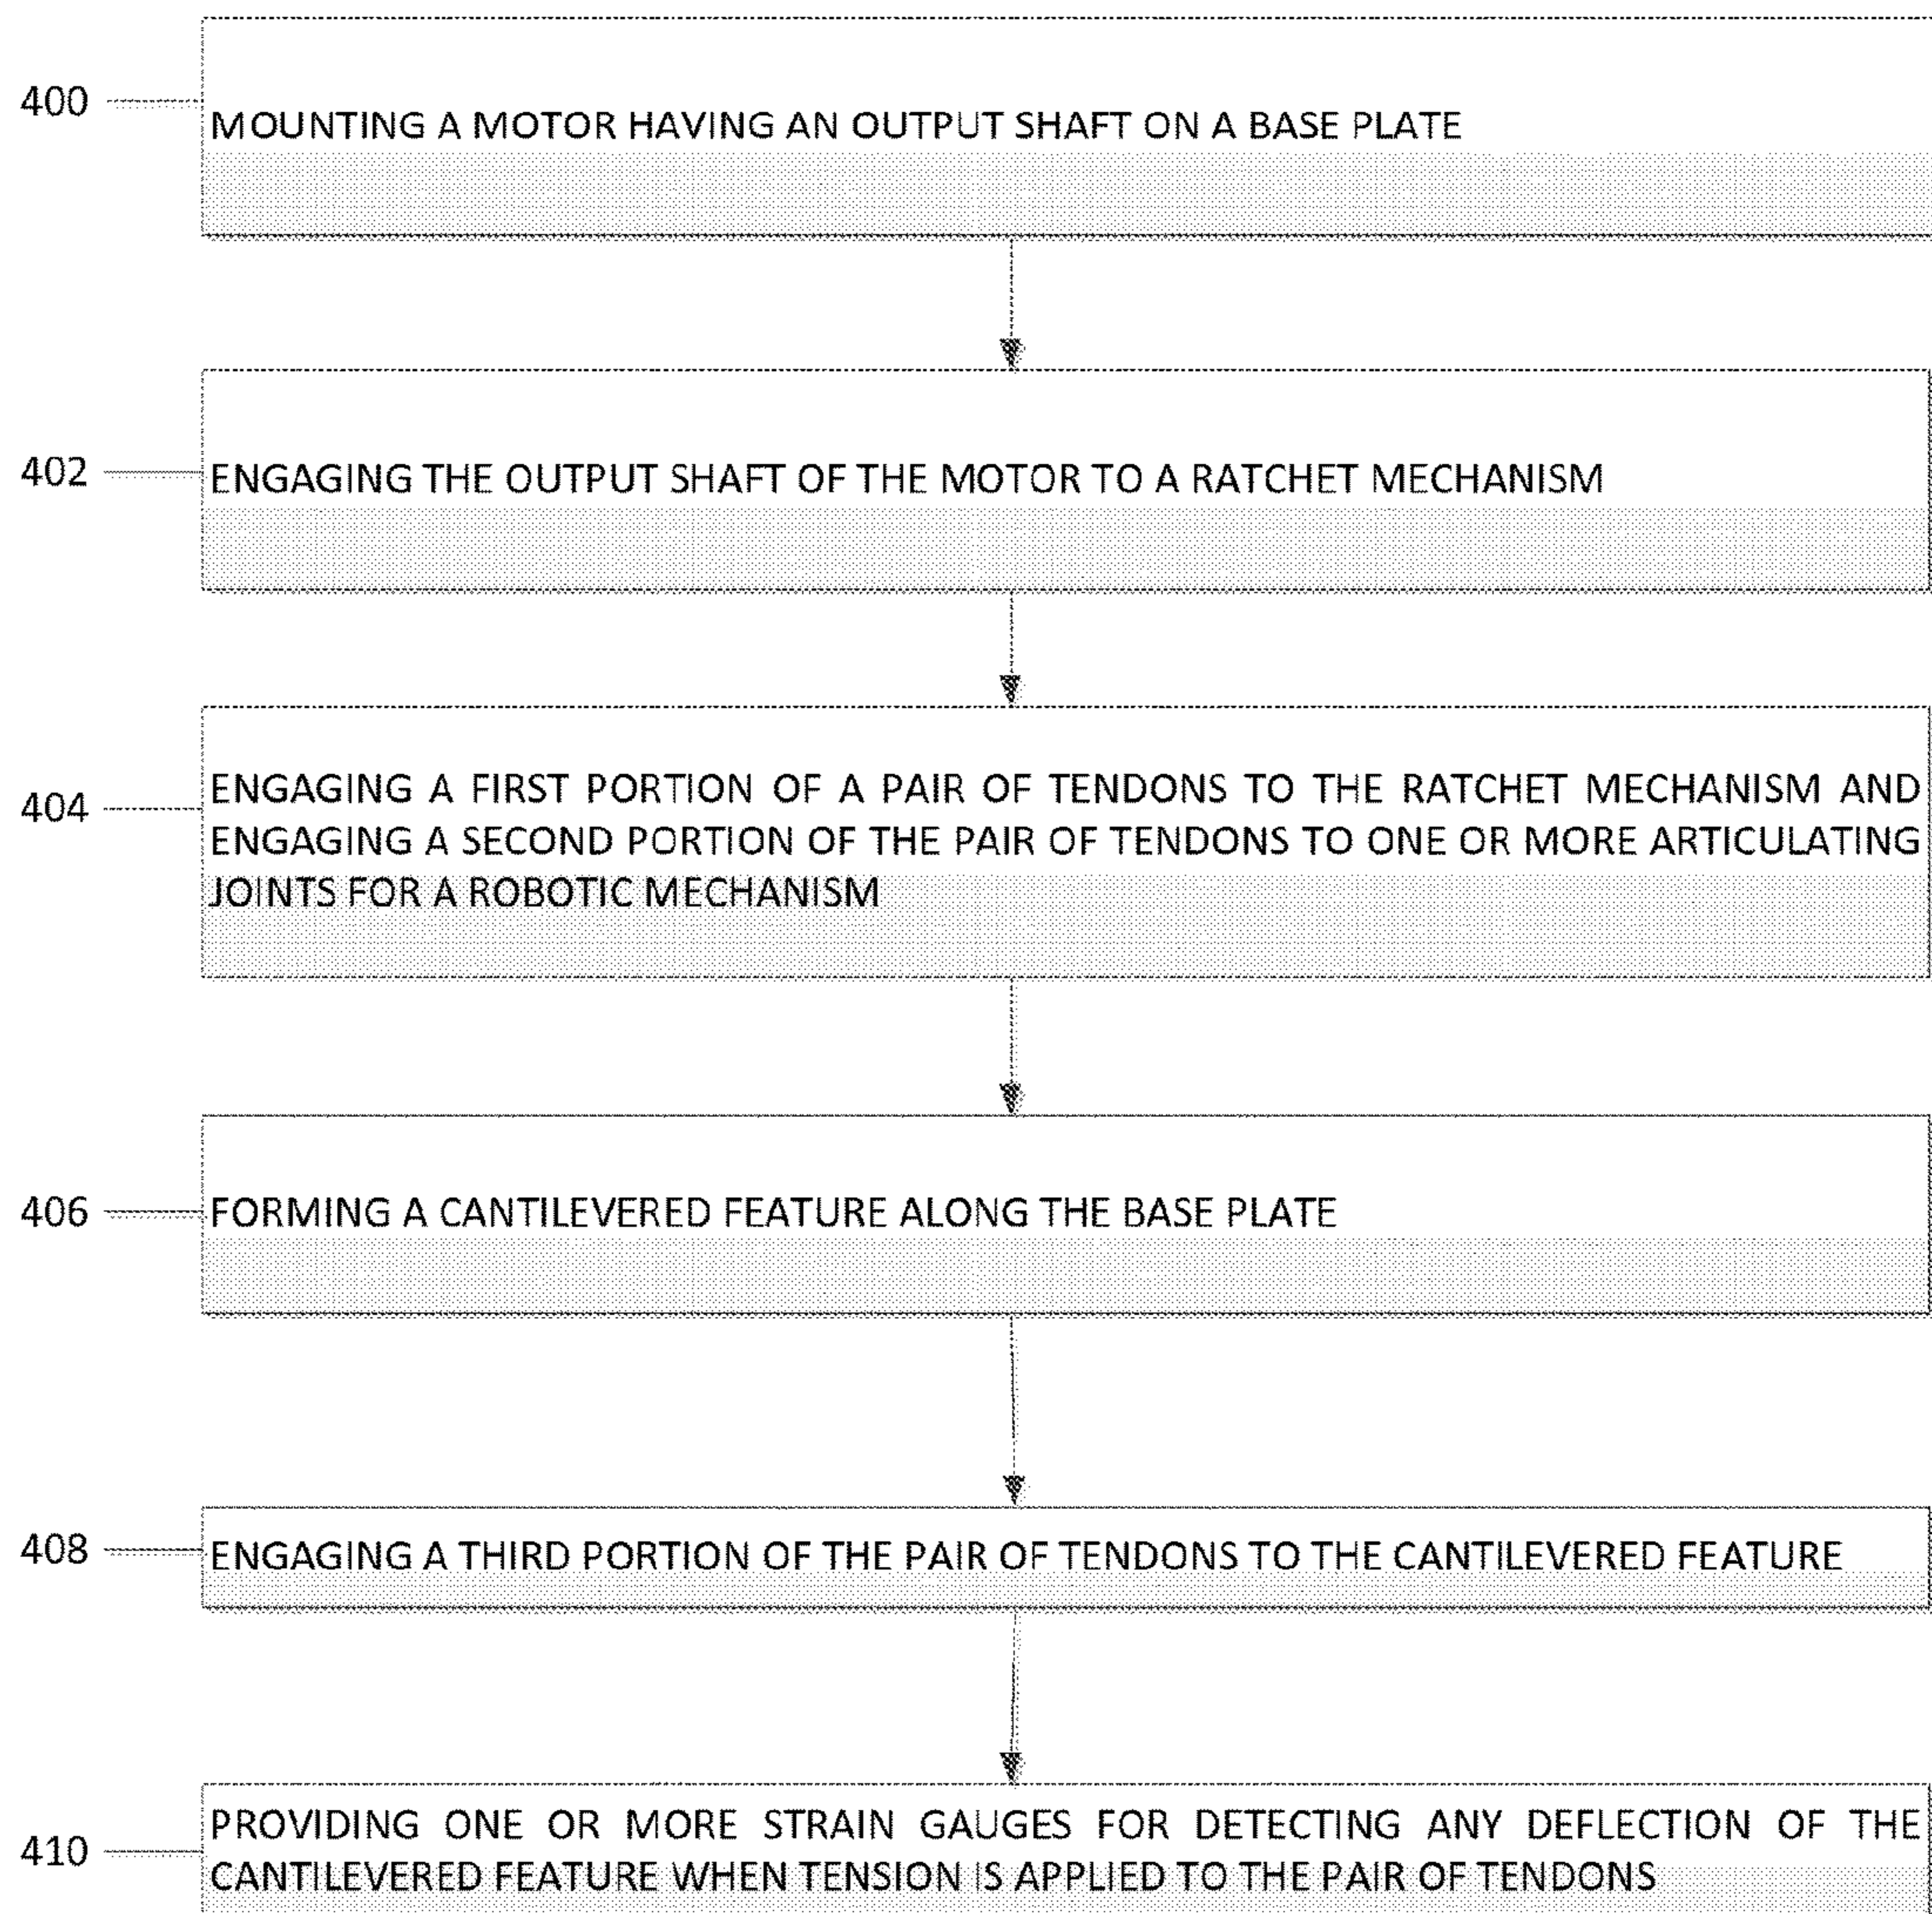 400
MOUNTING A MOTOR HAVING AN OUTPUT SHAFT ON A BASE PLATE
402
ENGAGING THE OUTPUT SHAFT OF THE MOTOR TO A RATCHET MECHANISM
404
ENGAGING A FIRST PORTION OF A PAIR OF TENDONS TO THE RATCHET MECHANISM AND
ENGAGING A SECOND PORTION OF THE PAIR OF TENDONS TO ONE OR MORE ARTICULATING
JOINTS FOR A ROBOTIC MECHANISM
406
FORMING A CANTILEVERED FEATURE ALONG THE BASE PLATE
408
ENGAGING A THIRD PORTION OF THE PAIR OF TENDONS TO THE CANTILEVERED FEATURE
410
PROVIDING ONE OR MORE STRAIN GAUGES FOR DETECTING ANY DEFLECTION OF THE
CANTILEVERED FEATURE WHEN TENSION IS APPLIED TO THE PAIR OF TENDONS